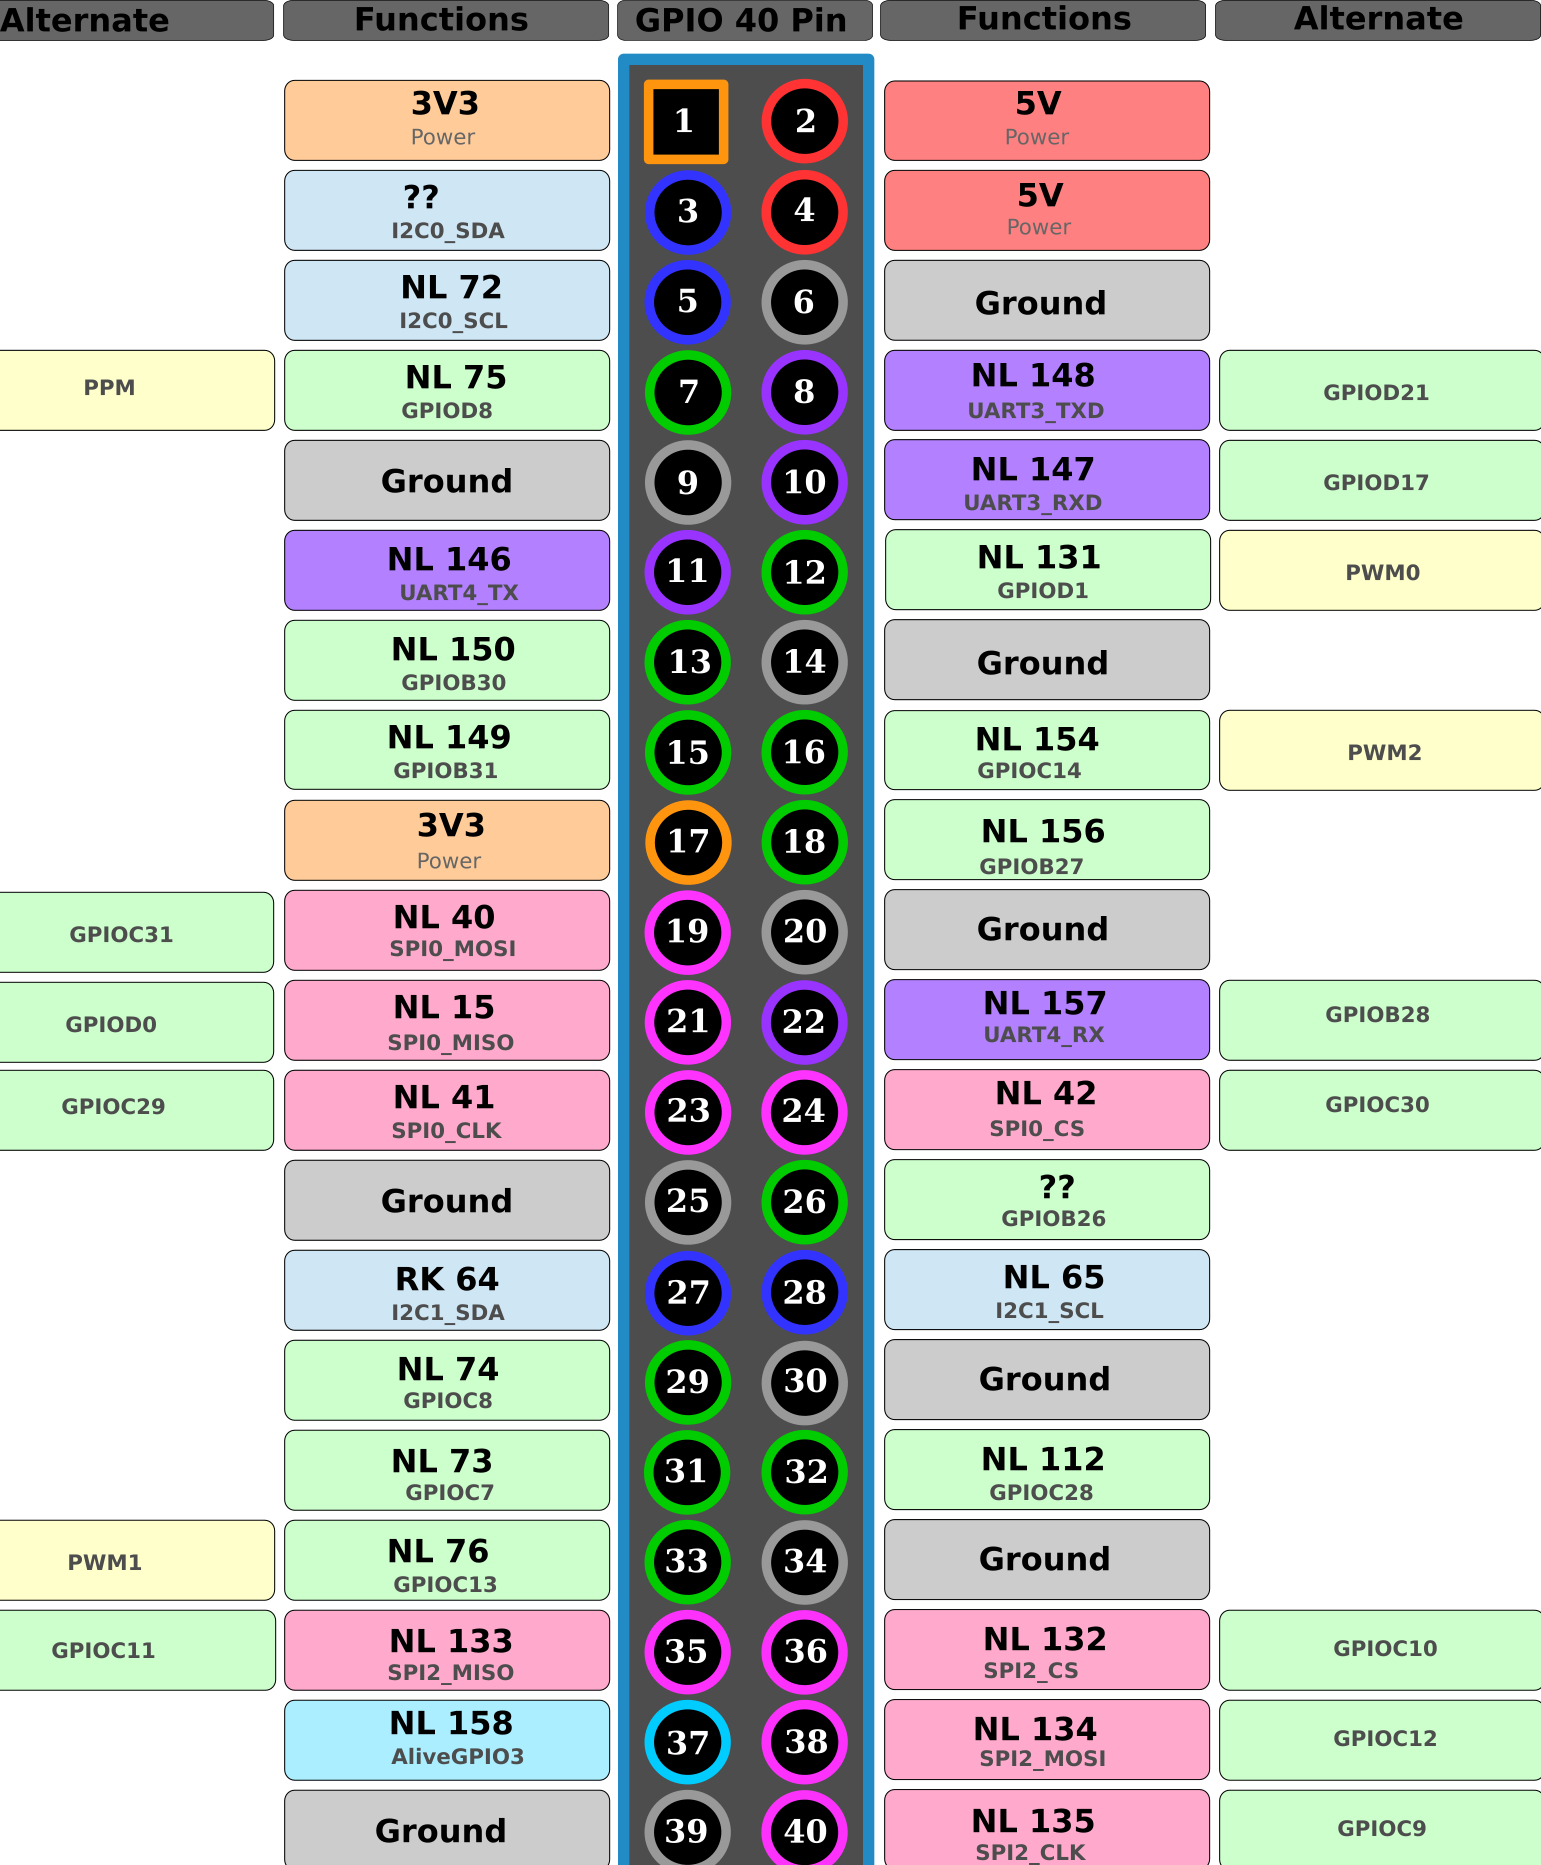 Alternate Functions GPIO 40 Pin Functions Alternate
3V3 1 2 5V
Power Power
?? 3 4 5V
I2C0_SDA Power
NL 72 5 6 Ground
I2C0_SCL
PPM NL 75 7 8 NL 148 GPIOD21
GPIOD8 UART3_TXD
Ground 9 10 NL 147 GPIOD17
UART3_RXD
NL 146 11 12 NL 131 PWM0
UART4_TX GPIOD1
NL 150 13 14 Ground
GPIOB30
NL 149 15 16 NL 154 PWM2
GPIOB31 GPIOC14
3V3 17 18 NL 156
Power GPIOB27
GPIOC31 NL 40 19 20 Ground
SPI0_MOSI
GPIOD0 NL 15 21 22 NL 157 GPIOB28
SPI0_MISO UART4_RX
GPIOC29 NL 41 23 24 NL 42 GPIOC30
SPI0_CLK SPI0_CS
Ground 25 26 ??
GPIOB26
RK 64 27 28 NL 65
I2C1_SDA I2C1_SCL
NL 74 29 30 Ground
GPIOC8
NL 73 31 32 NL 112
GPIOC7 GPIOC28
PWM1 NL 76 33 34 Ground
GPIOC13
GPIOC11 NL 133 35 36 NL 132 GPIOC10
SPI2_MISO SPI2_CS
NL 158 37 38 NL 134 GPIOC12
AliveGPIO3 SPI2_MOSI
Ground 39 40 NL 135 GPIOC9
SPI2_CLK